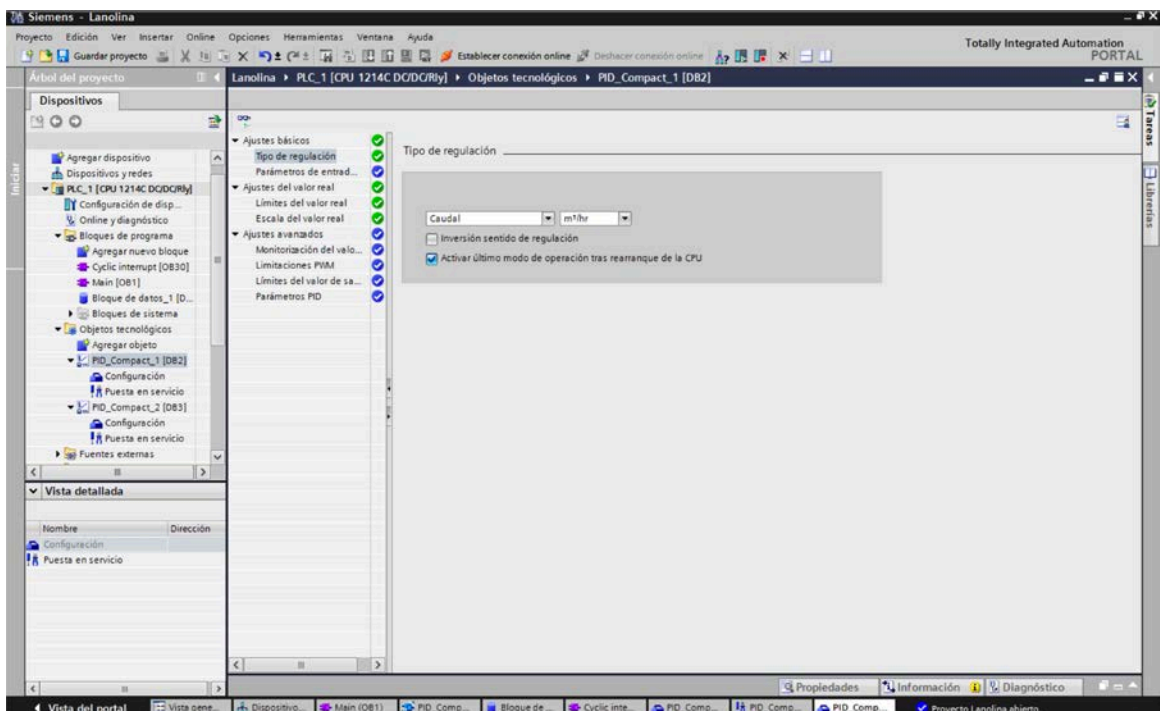 Siemens - Lanolina
Proyecto Edición Ver Insertar Online Opciones Herramientas Ventana Ayuda
Totally Integrated Automation
PORTAL
Guardar proyecto
Establecer conexión online
Deshacer conexión online
Árbol del proyecto
Lanolina PLC_1 [CPU 1214C DC/DC/Rly] Objetos tecnológicos PID_Compact_1 [DB2]
Dispositivos
Agregar dispositivo
Dispositivos y redes
PLC_1 [CPU 1214C DC/DC/Rly]
Configuración de disp...
Online y diagnóstico
Bloques de programa
Agregar nuevo bloque
Cyclic interrupt [OB30]
Main [OB1]
Bloque de datos_1 [D...
Bloques de sistema
Objetos tecnológicos
Agregar objeto
PID_Compact_1 [DB2]
Configuración
Puesta en servicio
PID_Compact_2 [DB3]
Configuración
Puesta en servicio
Fuentes externas
Vista detallada
Nombre Dirección
Configuración
Puesta en servicio
Ajustes básicos
Tipo de regulación
Parámetros de entrad...
Ajustes del valor real
Límites del valor real
Escala del valor real
Ajustes avanzados
Monitorización del valo...
Limitaciones PWM
Límites del valor de sa...
Parámetros PID
Tipo de regulación
Caudal m³/hr
Inversión sentido de regulación
Activar último modo de operación tras rearranque de la CPU
Iniciar
Tareas
Librerías
Propiedades Información Diagnóstico
Vista del portal Vista gene... Dispositivo... Main (OB1) PID_Comp... Bloque de ... Cyclic inte... PID_Comp... PID_Comp... PID_Comp... Proyecto Lanolina abierto